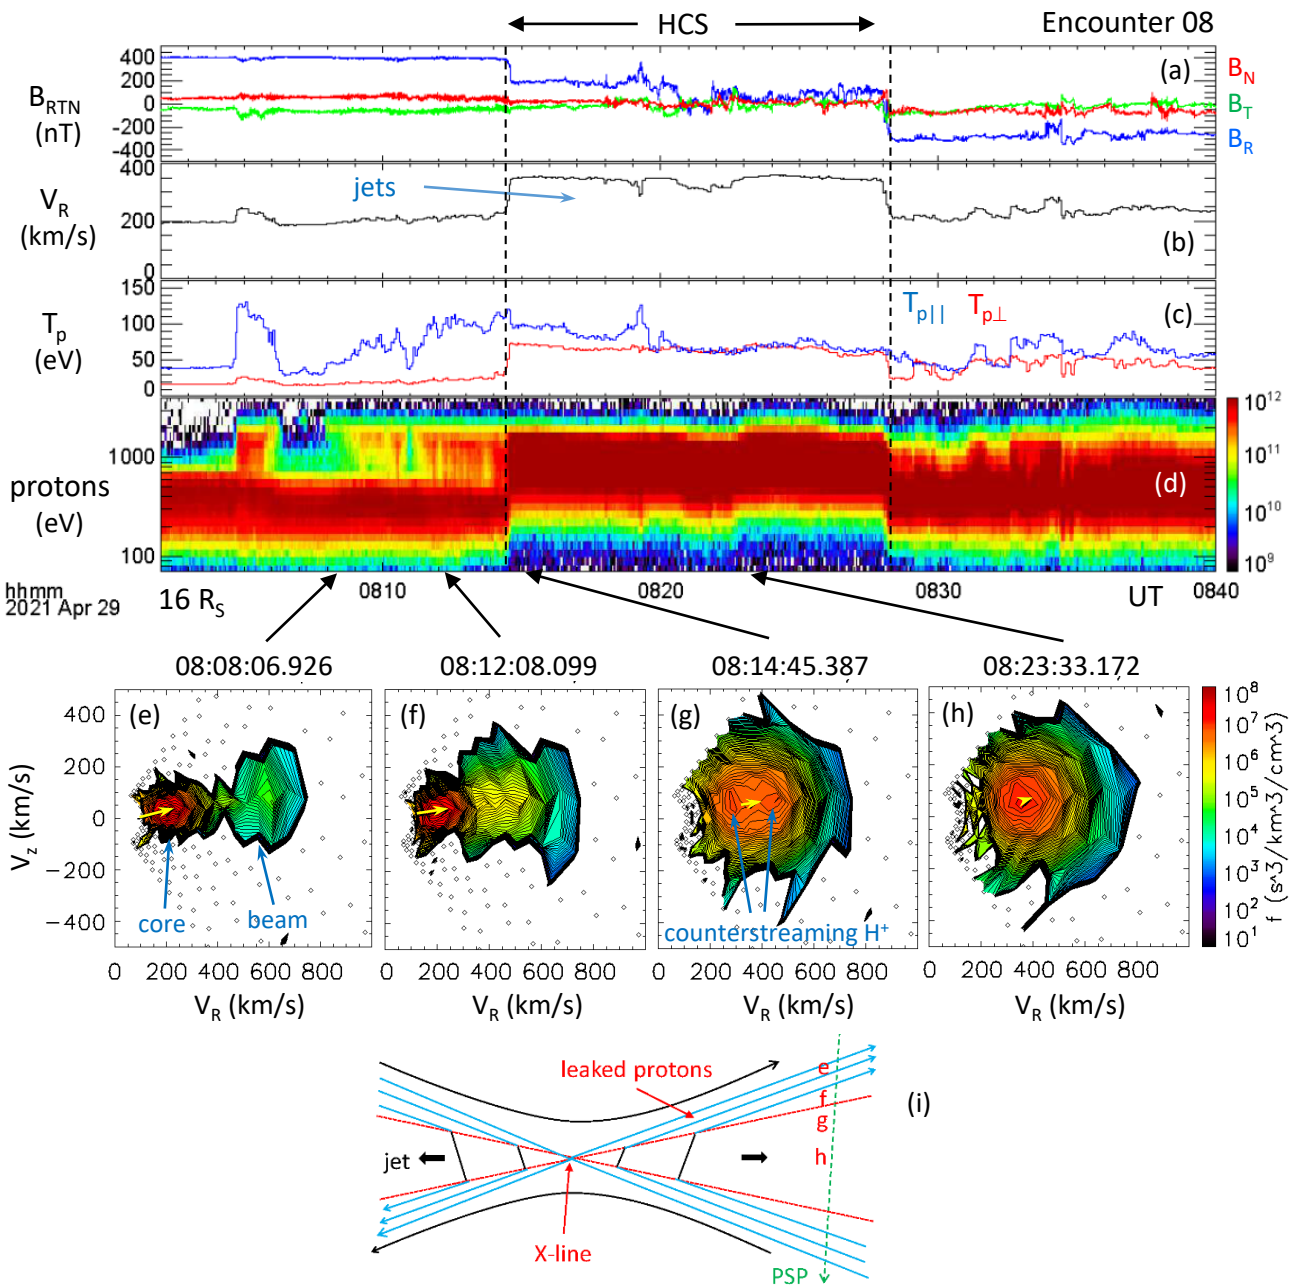 HCS
Encounter 08
B_RTN
(nT)
400
200
0
-200
-400
(a)
B_N
B_T
B_R
V_R
(km/s)
400
200
0
jets
(b)
T_p
(eV)
150
100
50
0
T_p||
T_p⊥
(c)
protons
(eV)
1000
100
(d)
10^12
10^11
10^10
10^9
hhmm
2021 Apr 29
16 R_S
0810
0820
0830
UT
0840
08:08:06.926
08:12:08.099
08:14:45.387
08:23:33.172
V_z (km/s)
400
200
0
−200
−400
(e)
core
beam
(f)
(g)
counterstreaming H⁺
(h)
10^8
10^7
10^6
10^5
10^4
10^3
10^2
10^1
f (s^3/km^3/cm^3)
0 200 400 600 800
0 200 400 600 800
0 200 400 600 800
0 200 400 600 800
V_R (km/s)
V_R (km/s)
V_R (km/s)
V_R (km/s)
leaked protons
e
f
g
h
(i)
jet
X-line
PSP